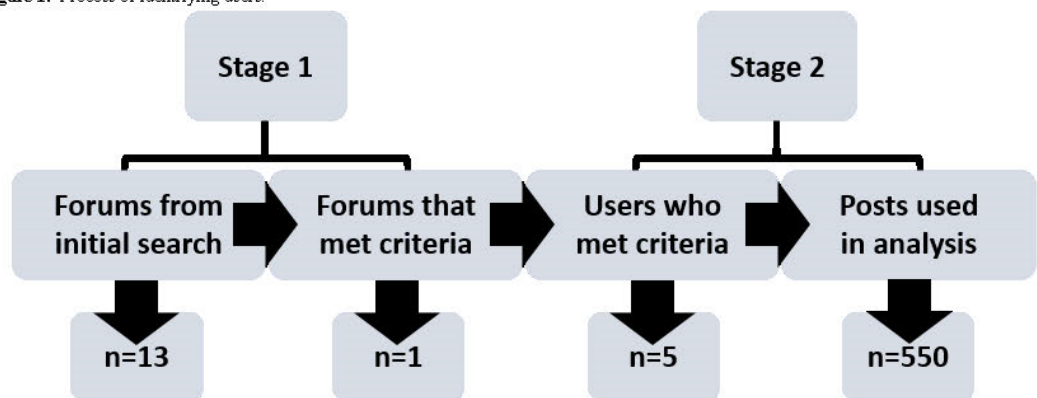 Stage 1
Stage 2
Forums from
initial search
Forums that
met criteria
Users who
met criteria
Posts used
in analysis
n=13
n=1
n=5
n=550